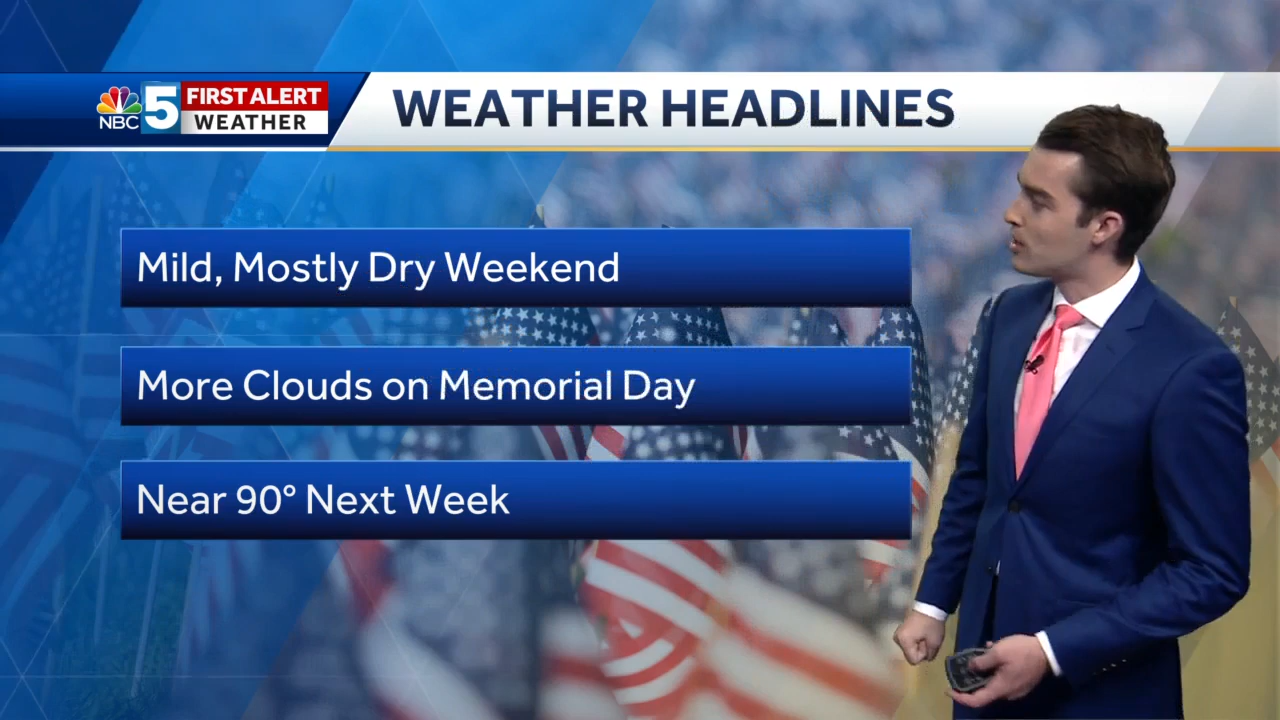 NBC 5 FIRST ALERT WEATHER
WEATHER HEADLINES
Mild, Mostly Dry Weekend
More Clouds on Memorial Day
Near 90° Next Week